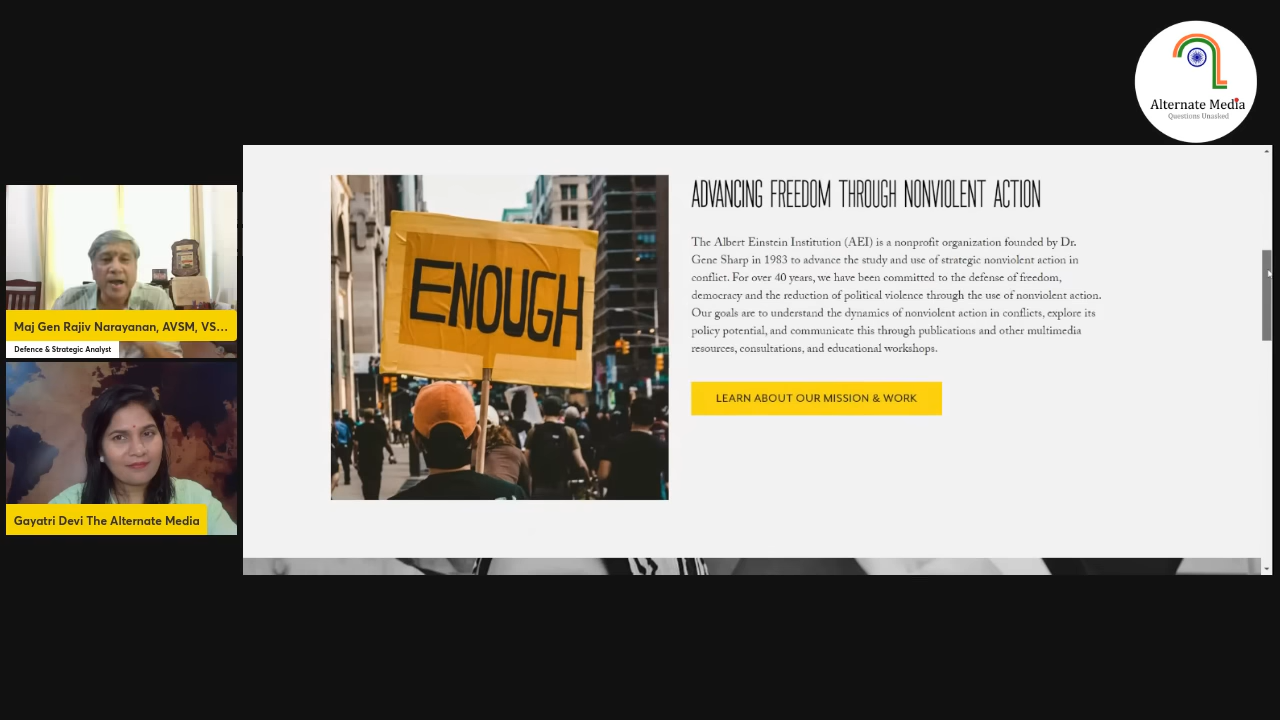 Alternate Media
Questions Unasked
ADVANCING FREEDOM THROUGH NONVIOLENT ACTION
The Albert Einstein Institution (AEI) is a nonprofit organization founded by Dr.
Gene Sharp in 1983 to advance the study and use of strategic nonviolent action in
conflict. For over 40 years, we have been committed to the defense of freedom,
democracy and the reduction of political violence through the use of nonviolent action.
Our goals are to understand the dynamics of nonviolent action in conflicts, explore its
policy potential, and communicate this through publications and other multimedia
resources, consultations, and educational workshops.
LEARN ABOUT OUR MISSION & WORK
ENOUGH
Maj Gen Rajiv Narayanan, AVSM, VS...
Defence & Strategic Analyst
Gayatri Devi The Alternate Media